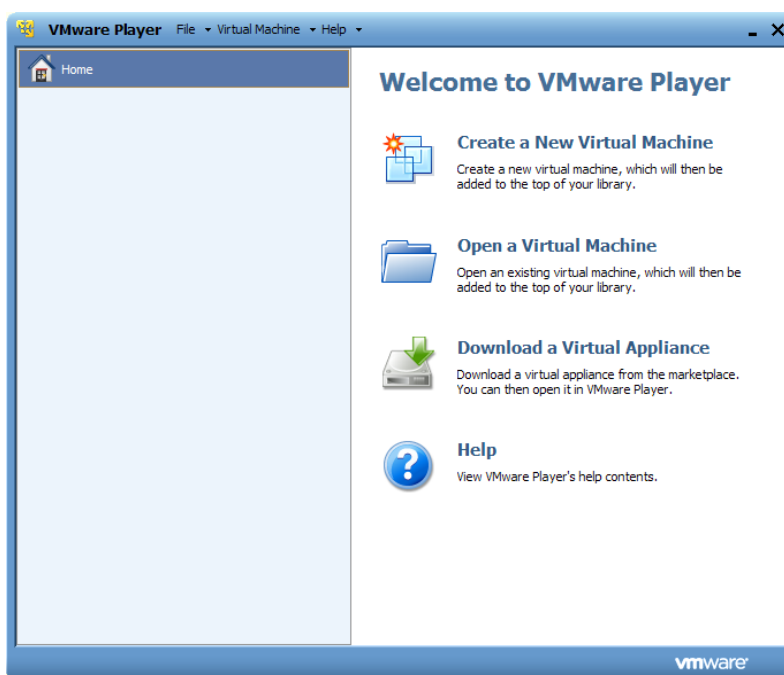 VMware Player File Virtual Machine Help
Home
Welcome to VMware Player
Create a New Virtual Machine
Create a new virtual machine, which will then be
added to the top of your library.
Open a Virtual Machine
Open an existing virtual machine, which will then be
added to the top of your library.
Download a Virtual Appliance
Download a virtual appliance from the marketplace.
You can then open it in VMware Player.
Help
View VMware Player's help contents.
vmware